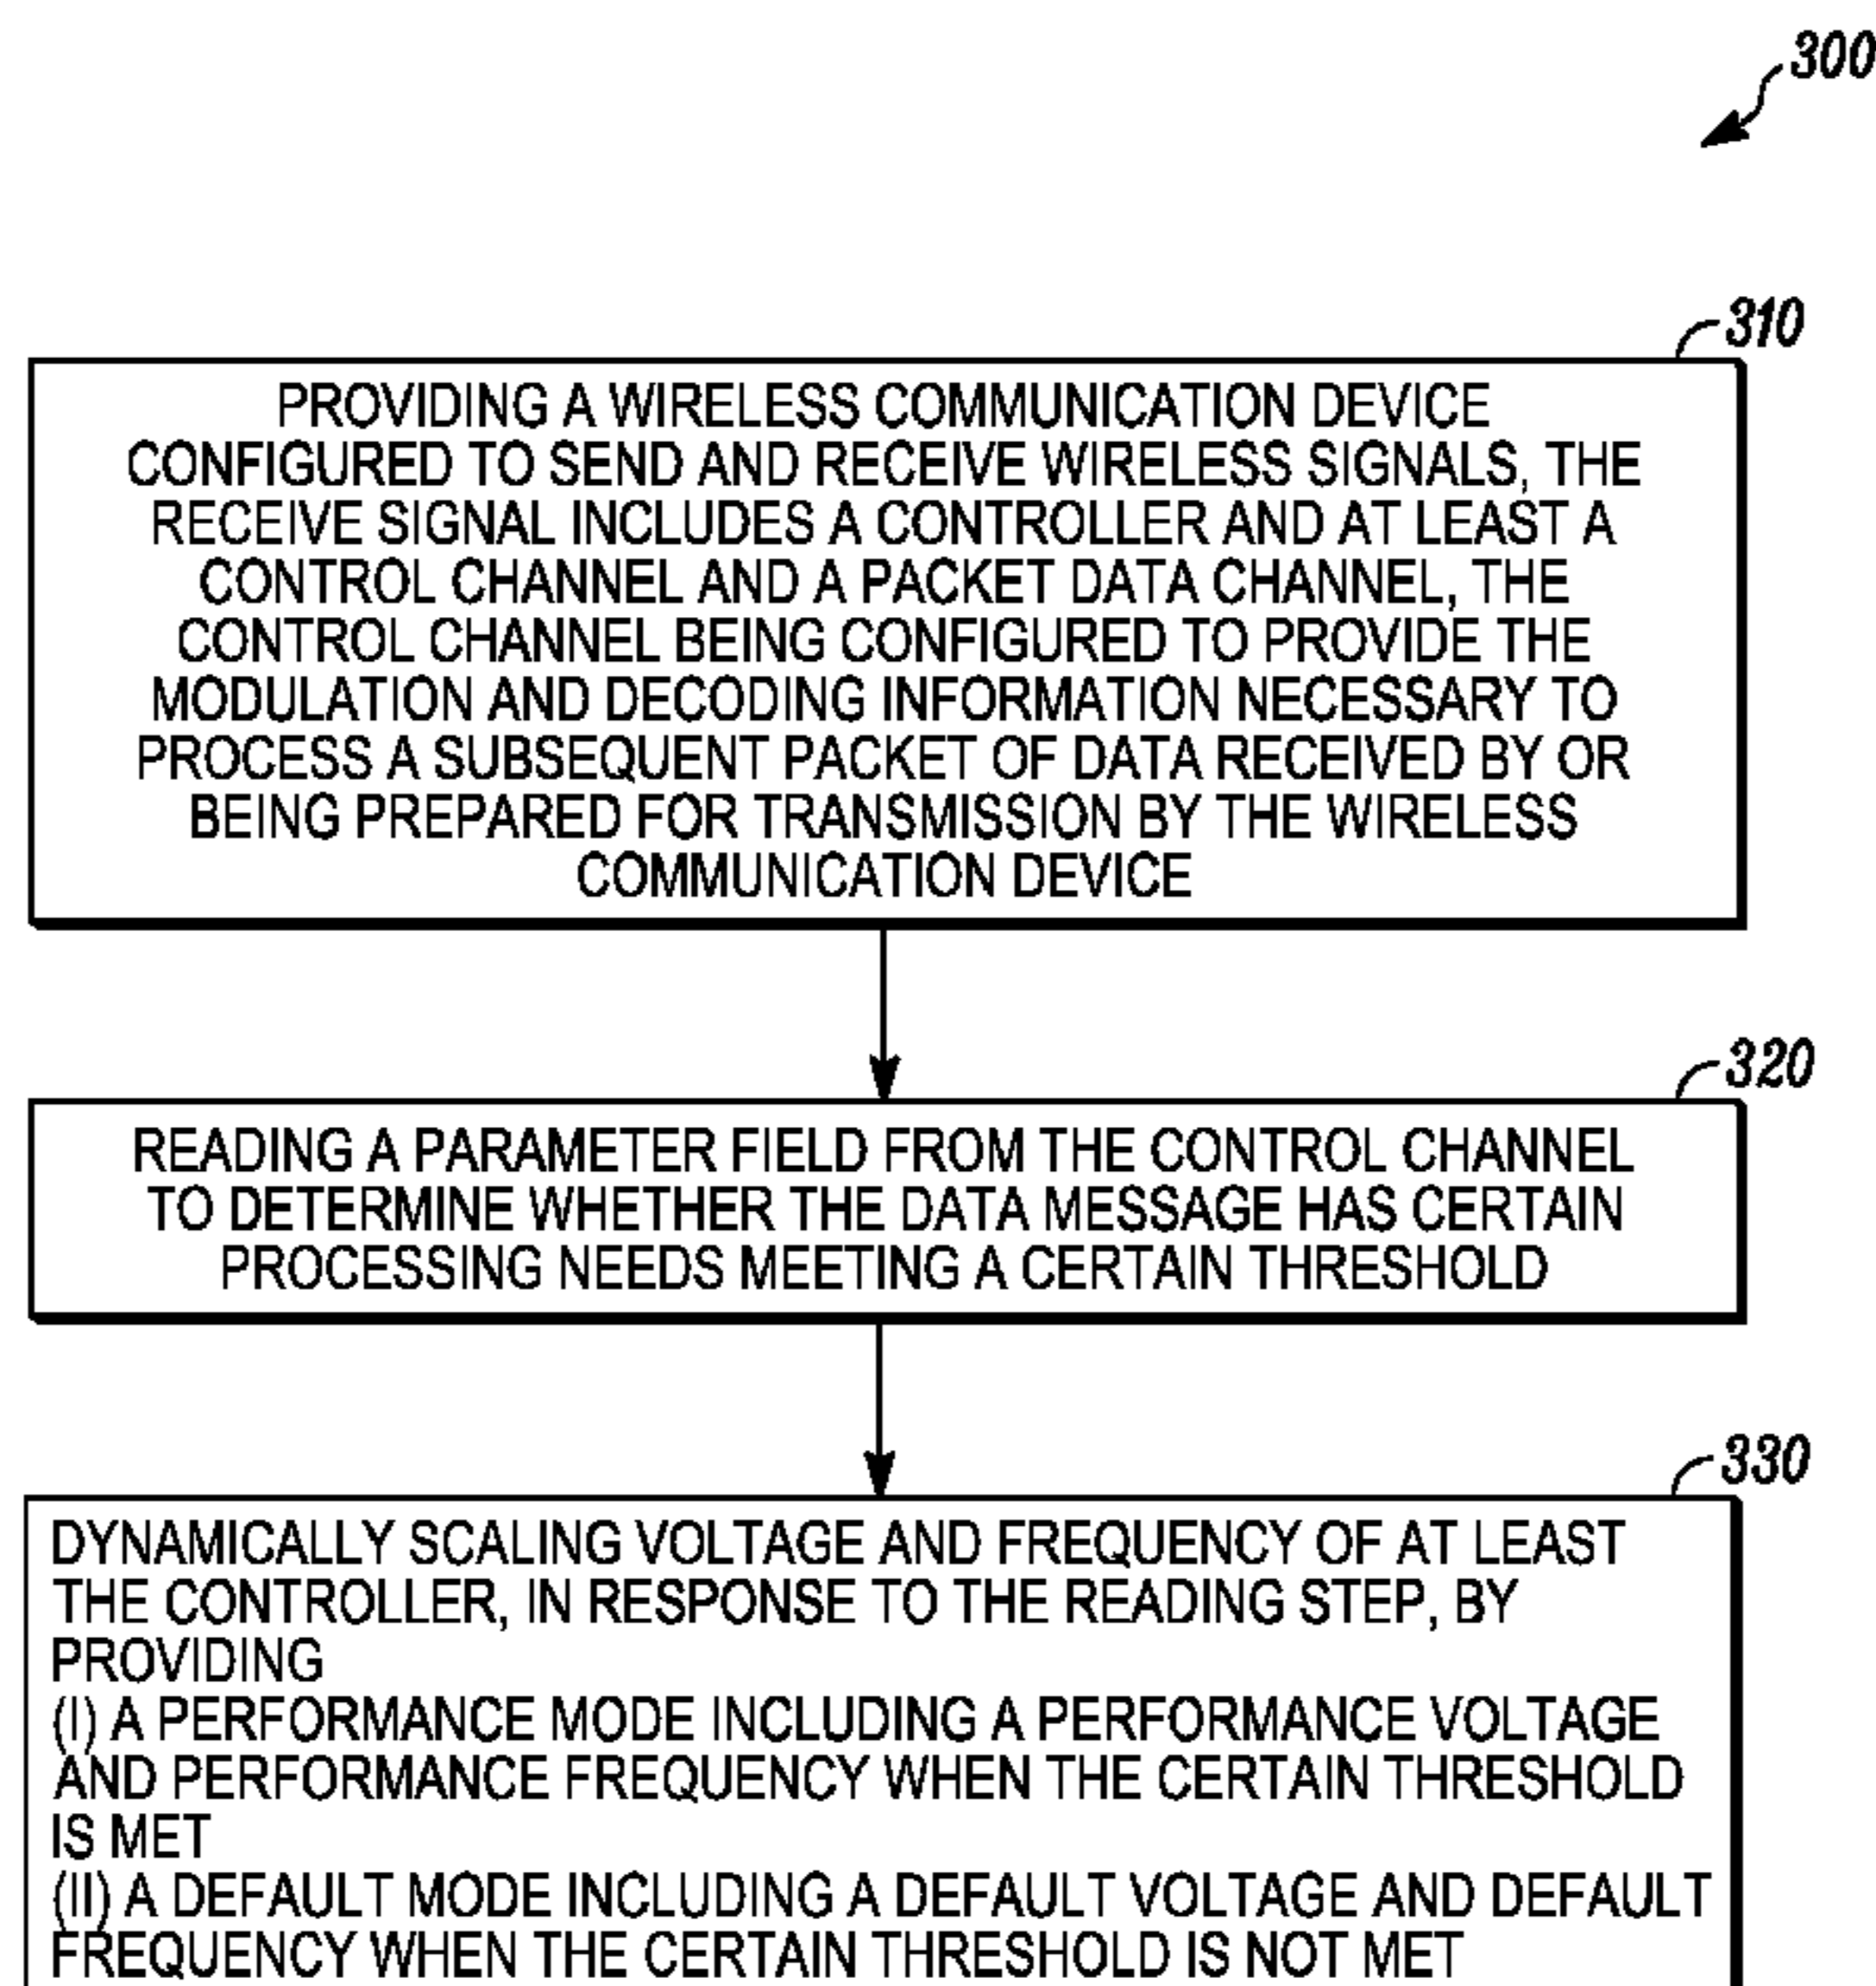 300
310
PROVIDING A WIRELESS COMMUNICATION DEVICE
CONFIGURED TO SEND AND RECEIVE WIRELESS SIGNALS, THE
RECEIVE SIGNAL INCLUDES A CONTROLLER AND AT LEAST A
CONTROL CHANNEL AND A PACKET DATA CHANNEL, THE
CONTROL CHANNEL BEING CONFIGURED TO PROVIDE THE
MODULATION AND DECODING INFORMATION NECESSARY TO
PROCESS A SUBSEQUENT PACKET OF DATA RECEIVED BY OR
BEING PREPARED FOR TRANSMISSION BY THE WIRELESS
COMMUNICATION DEVICE
320
READING A PARAMETER FIELD FROM THE CONTROL CHANNEL
TO DETERMINE WHETHER THE DATA MESSAGE HAS CERTAIN
PROCESSING NEEDS MEETING A CERTAIN THRESHOLD
330
DYNAMICALLY SCALING VOLTAGE AND FREQUENCY OF AT LEAST
THE CONTROLLER, IN RESPONSE TO THE READING STEP, BY
PROVIDING
(I) A PERFORMANCE MODE INCLUDING A PERFORMANCE VOLTAGE
AND PERFORMANCE FREQUENCY WHEN THE CERTAIN THRESHOLD
IS MET
(II) A DEFAULT MODE INCLUDING A DEFAULT VOLTAGE AND DEFAULT
FREQUENCY WHEN THE CERTAIN THRESHOLD IS NOT MET